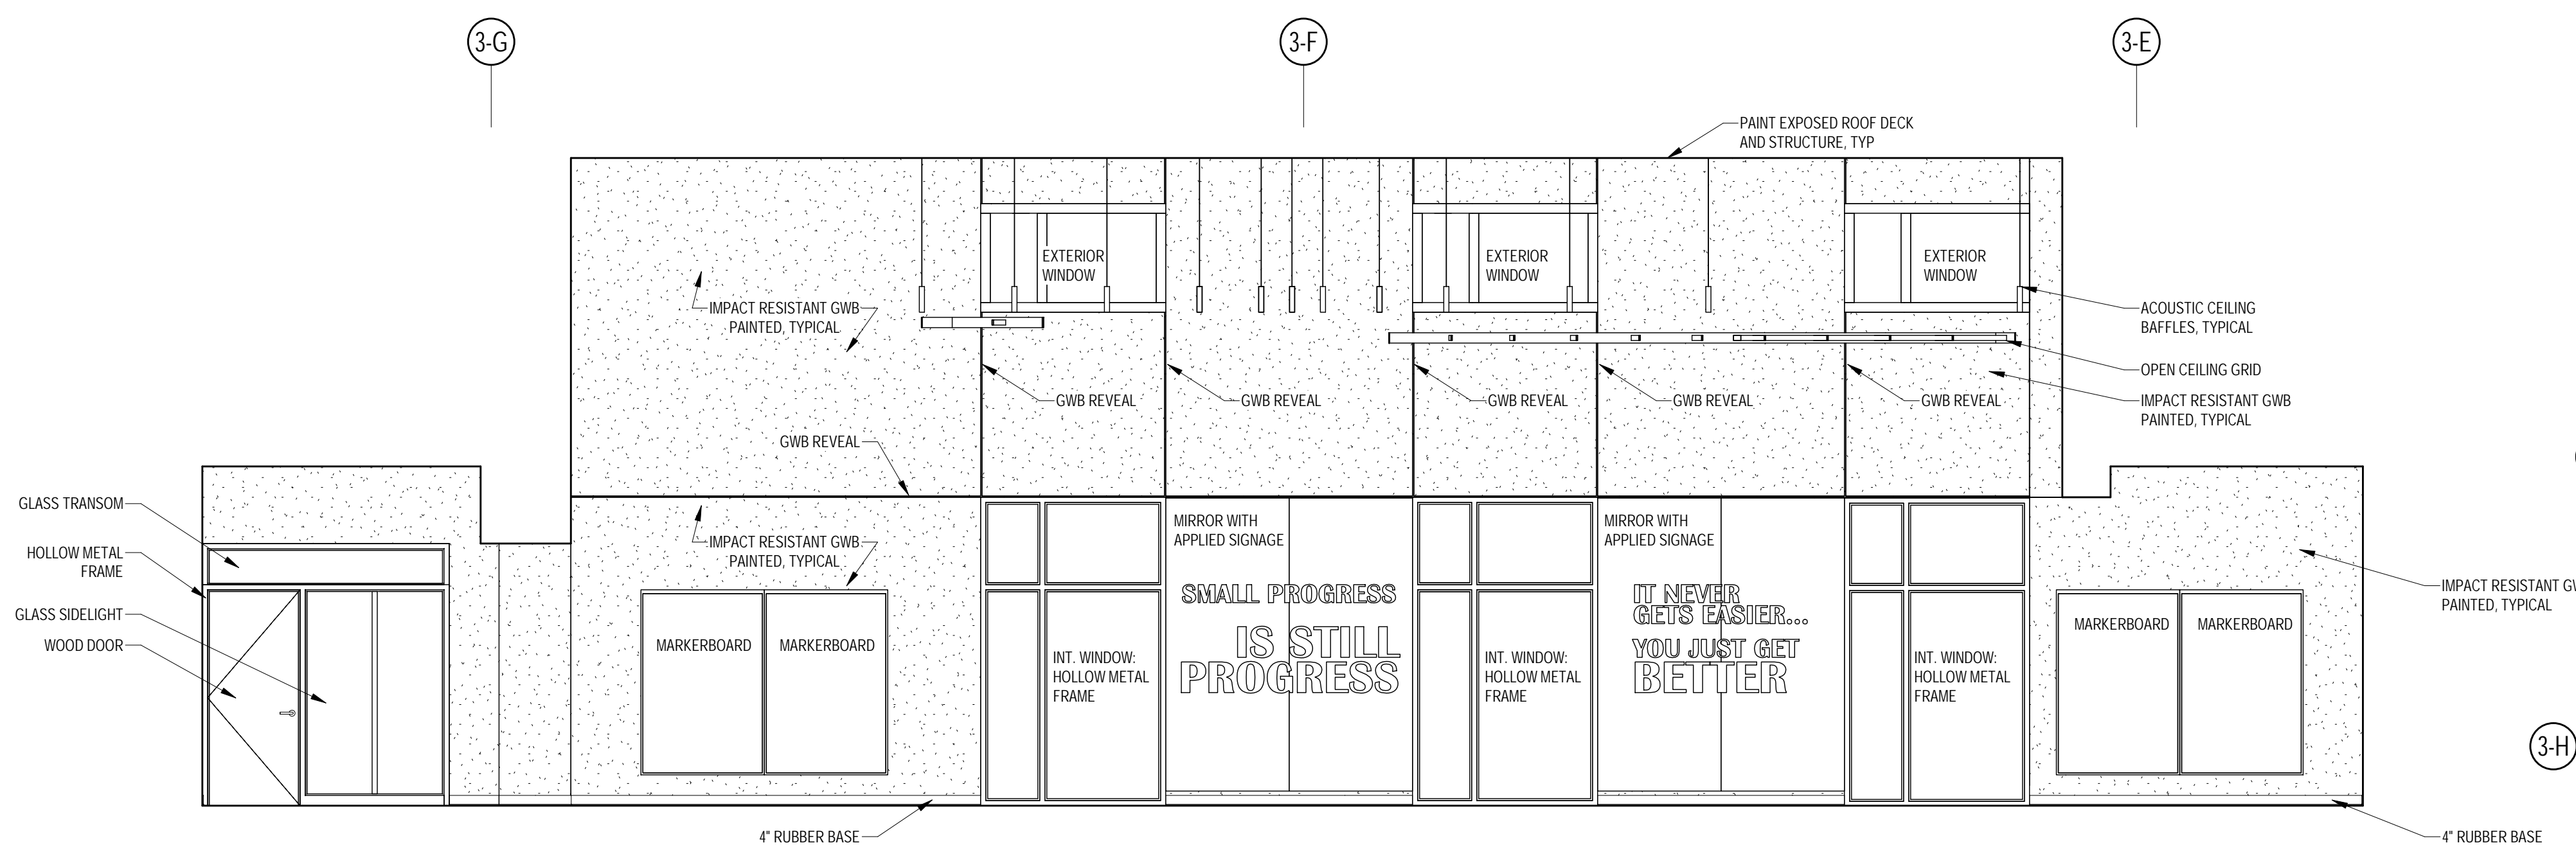 3-G
3-F
3-E
PAINT EXPOSED ROOF DECK
AND STRUCTURE, TYP
EXTERIOR
WINDOW
EXTERIOR
WINDOW
EXTERIOR
WINDOW
IMPACT RESISTANT GWB
PAINTED, TYPICAL
ACOUSTIC CEILING
BAFFLES, TYPICAL
OPEN CEILING GRID
GWB REVEAL
GWB REVEAL
GWB REVEAL
GWB REVEAL
GWB REVEAL
IMPACT RESISTANT GWB
PAINTED, TYPICAL
GWB REVEAL
GLASS TRANSOM
HOLLOW METAL
FRAME
GLASS SIDELIGHT
WOOD DOOR
IMPACT RESISTANT GWB
PAINTED, TYPICAL
MARKERBOARD
MARKERBOARD
INT. WINDOW:
HOLLOW METAL
FRAME
MIRROR WITH
APPLIED SIGNAGE
SMALL PROGRESS
IS STILL
PROGRESS
INT. WINDOW:
HOLLOW METAL
FRAME
MIRROR WITH
APPLIED SIGNAGE
IT NEVER
GETS EASIER...
YOU JUST GET
BETTER
INT. WINDOW:
HOLLOW METAL
FRAME
MARKERBOARD
MARKERBOARD
IMPACT RESISTANT
PAINTED, TYPICAL
3-H
4" RUBBER BASE
4" RUBBER BASE